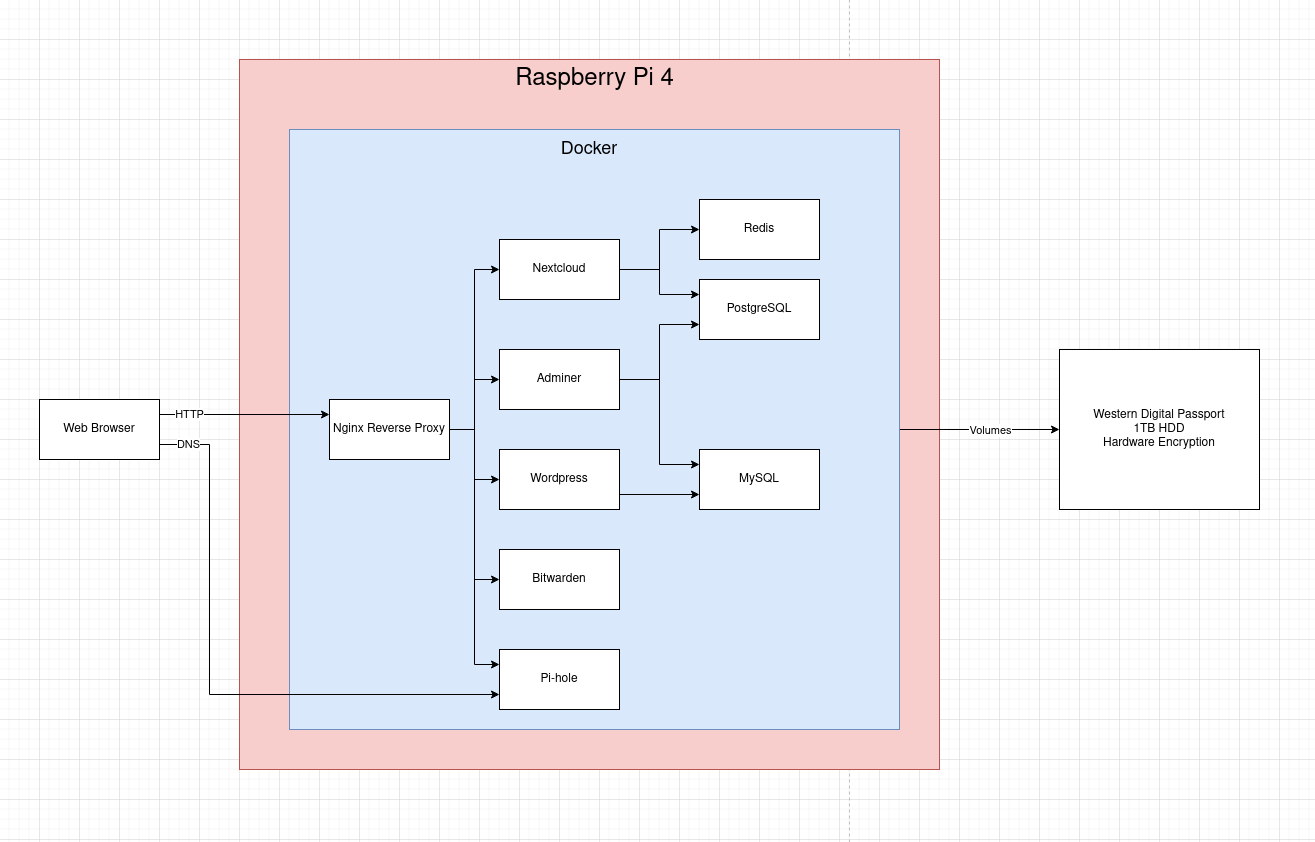 Raspberry Pi 4
Docker
Redis
Nextcloud
PostgreSQL
Adminer
Web Browser
HTTP
DNS
Nginx Reverse Proxy
Wordpress
MySQL
Volumes
Western Digital Passport
1TB HDD
Hardware Encryption
Bitwarden
Pi-hole